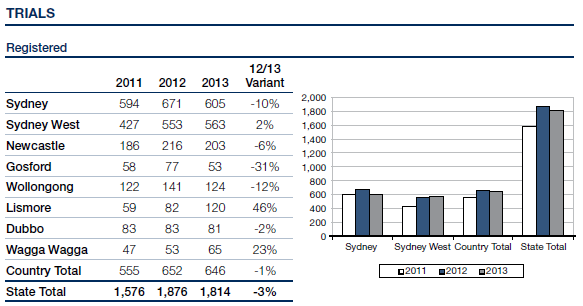 TRIALS
Registered
2011 2012 2013 12/13 Variant
Sydney 594 671 605 -10%
Sydney West 427 553 563 2%
Newcastle 186 216 203 -6%
Gosford 58 77 53 -31%
Wollongong 122 141 124 -12%
Lismore 59 82 120 46%
Dubbo 83 83 81 -2%
Wagga Wagga 47 53 65 23%
Country Total 555 652 646 -1%
State Total 1,576 1,876 1,814 -3%
2,000
1,800
1,600
1,400
1,200
1,000
800
600
400
200
0
Sydney Sydney West Country Total State Total
2011 2012 2013